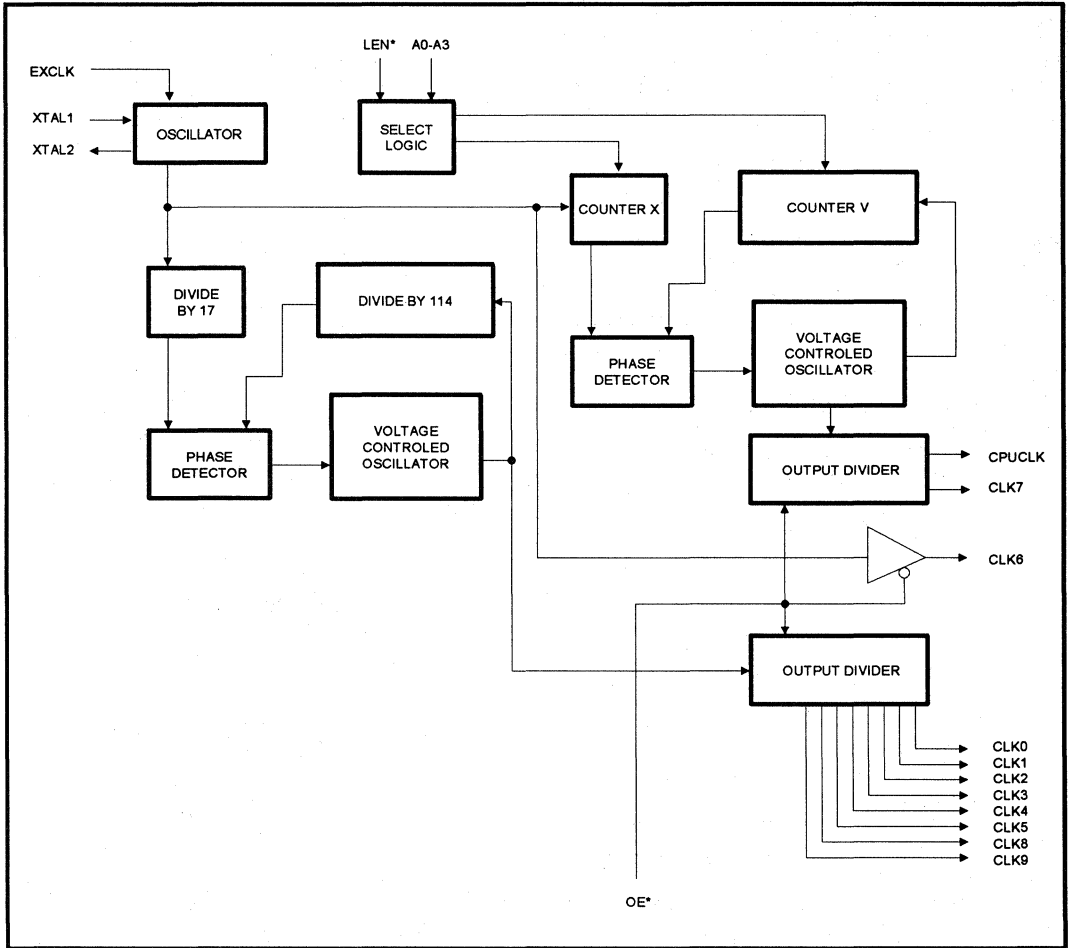 LEN* A0-A3
EXCLK
XTAL1
XTAL2
OSCILLATOR
SELECT
LOGIC
COUNTER X
COUNTER V
DIVIDE
BY 17
DIVIDE BY 114
PHASE
DETECTOR
VOLTAGE
CONTROLED
OSCILLATOR
PHASE
DETECTOR
VOLTAGE
CONTROLED
OSCILLATOR
OUTPUT DIVIDER
CPUCLK
CLK7
CLK6
OUTPUT DIVIDER
CLK0
CLK1
CLK2
CLK3
CLK4
CLK5
CLK8
CLK9
OE*